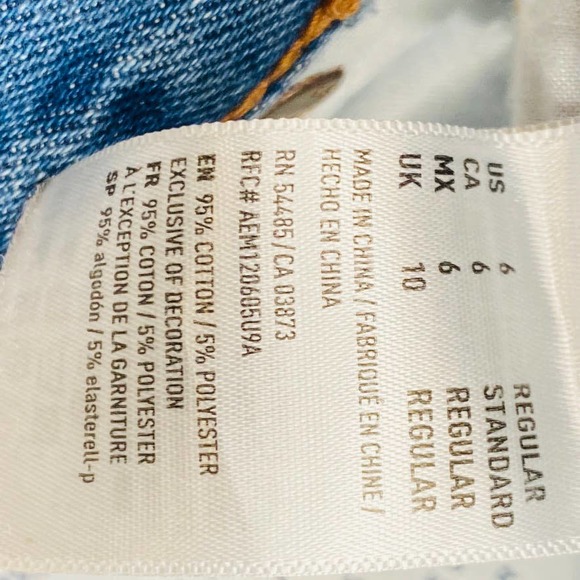 US 6 REGULAR
CA 6 STANDARD
MX 6 REGULAR
UK 10 REGULAR
MADE IN CHINA / FABRIQUÉ EN CHINE /
HECHO EN CHINA
RN 54485/CA 03873
RFC# AEM120605U9A
EN 95% COTTON / 5% POLYESTER
EXCLUSIVE OF DECORATION
FR 95% COTON / 5% POLYESTER
À L'EXCEPTION DE LA GARNITURE
SP 95% algodón / 5% elasterell-p